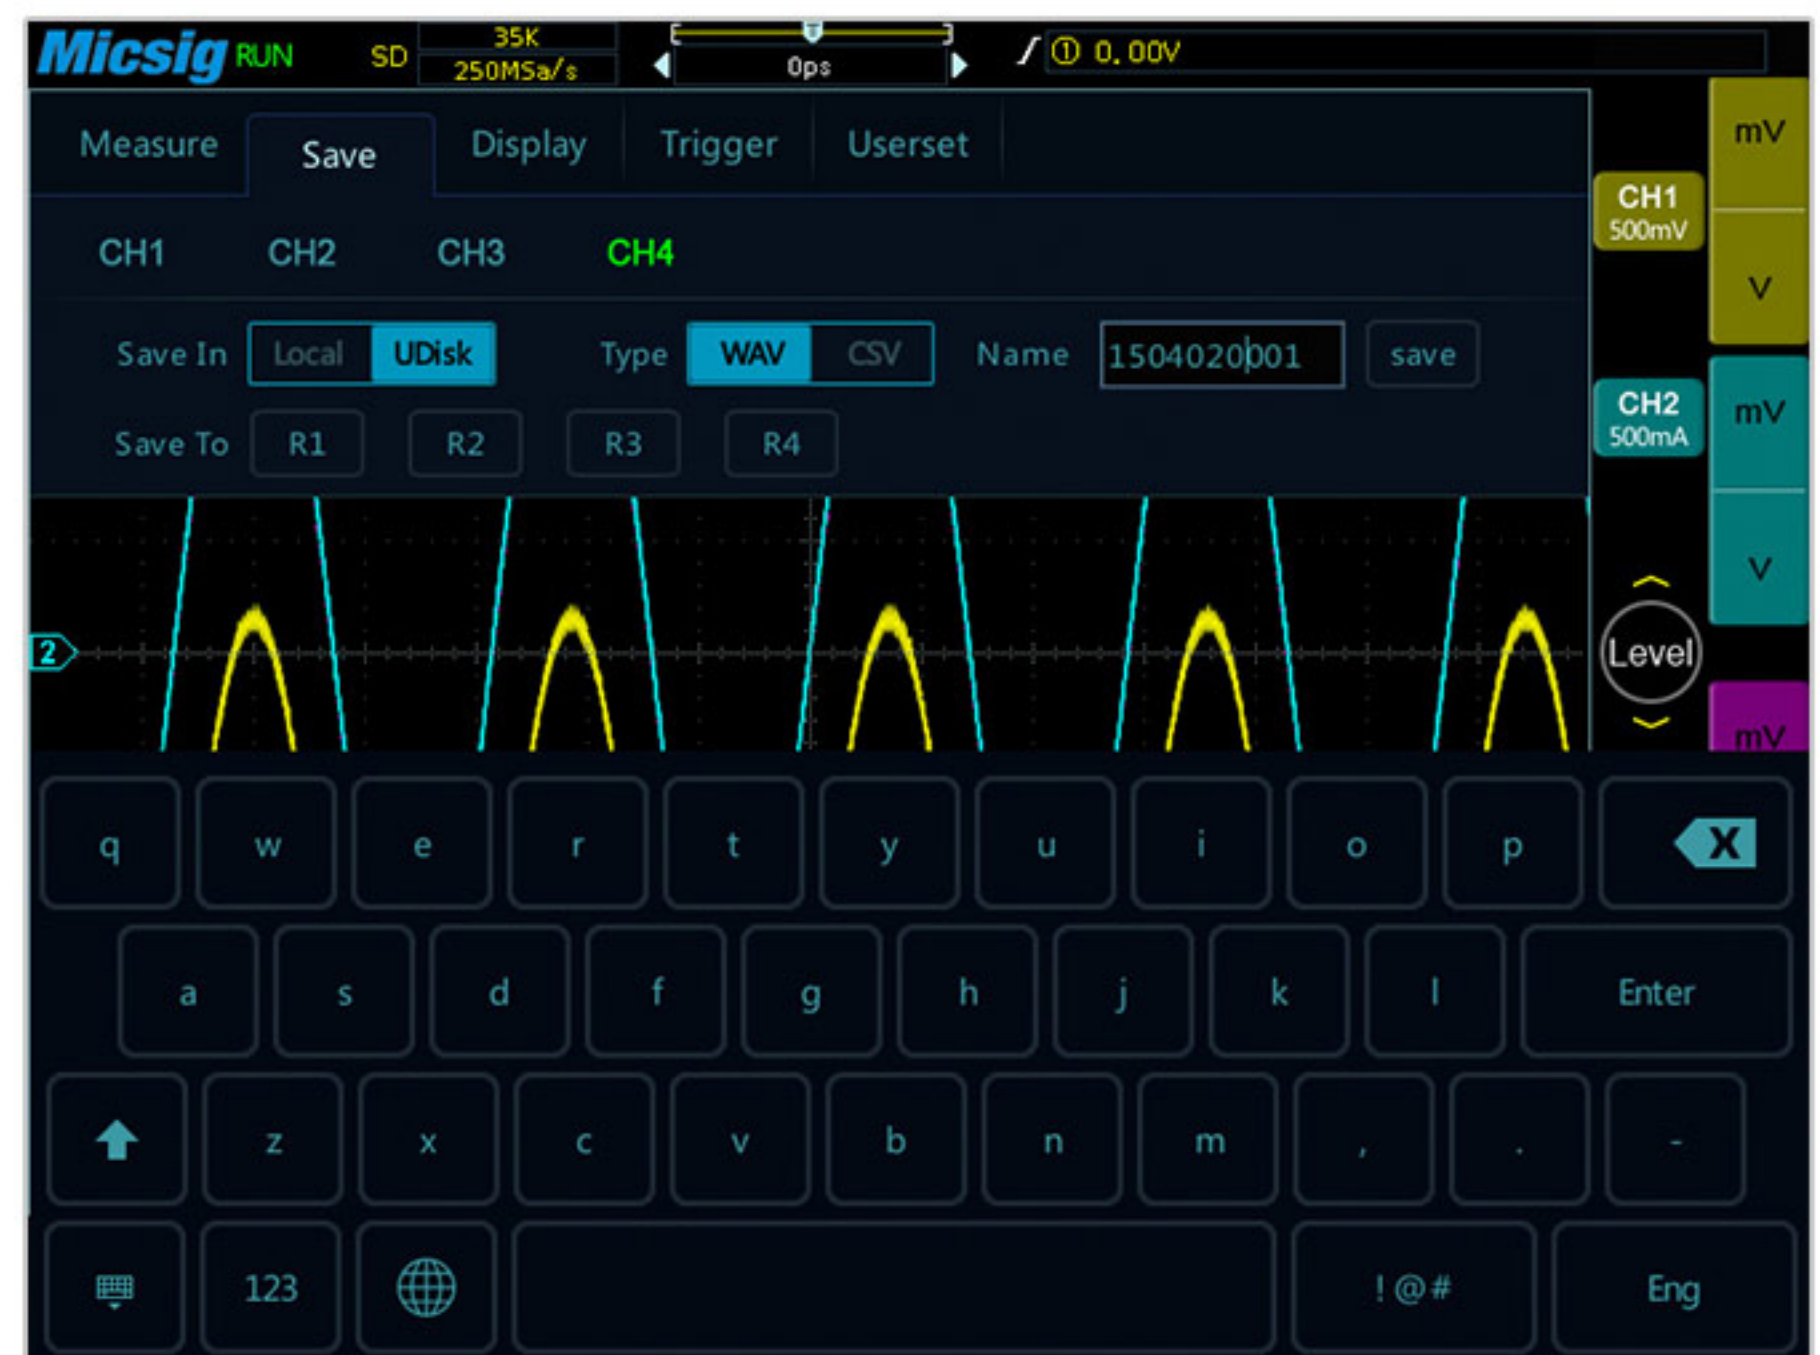 Micsig RUN SD 35K 250MSa/s T 0ps ① 0.00V
Measure Save Display Trigger Userset
CH1 CH2 CH3 CH4
Save In Local UDisk Type WAV CSV Name 1504020001 save
Save To R1 R2 R3 R4
mV
CH1
500mV
V
CH2
500mA
mV
V
2
Level
mV
q w e r t y u i o p X
a s d f g h j k l Enter
z x c v b n m , . -
123 !@# Eng